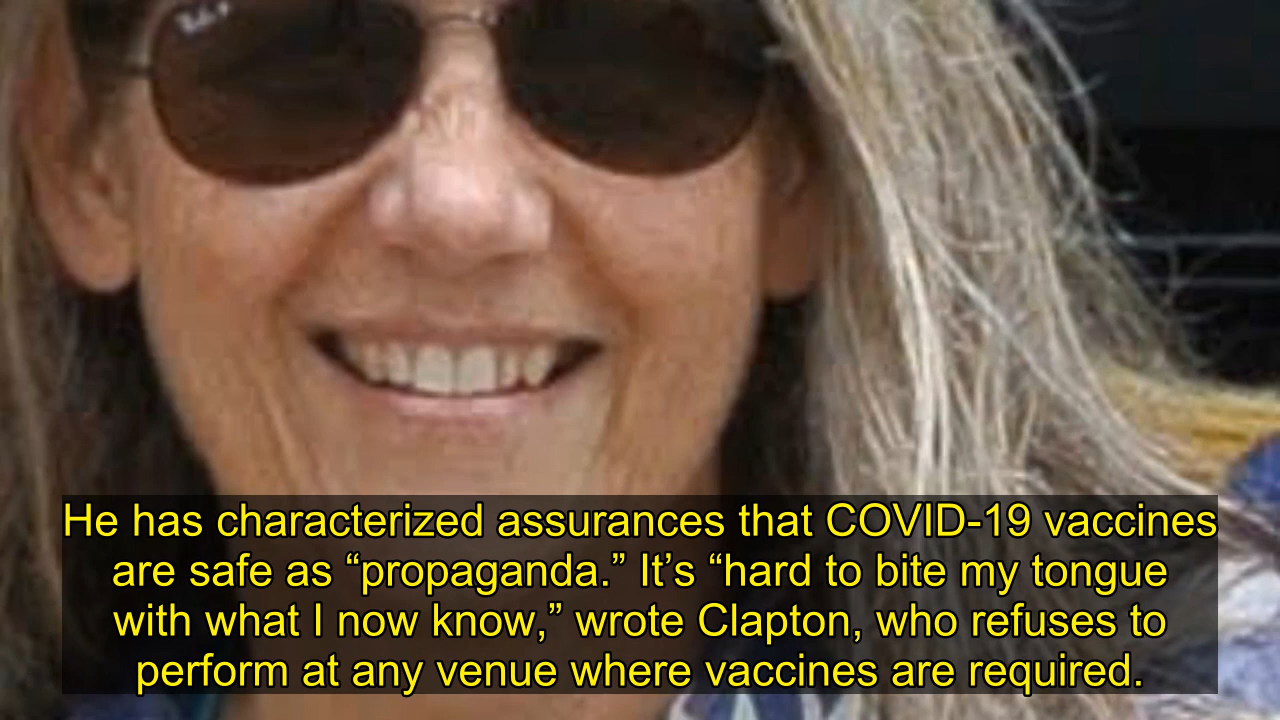 He has characterized assurances that COVID-19 vaccines
are safe as “propaganda.” It’s “hard to bite my tongue
with what I now know,” wrote Clapton, who refuses to
perform at any venue where vaccines are required.